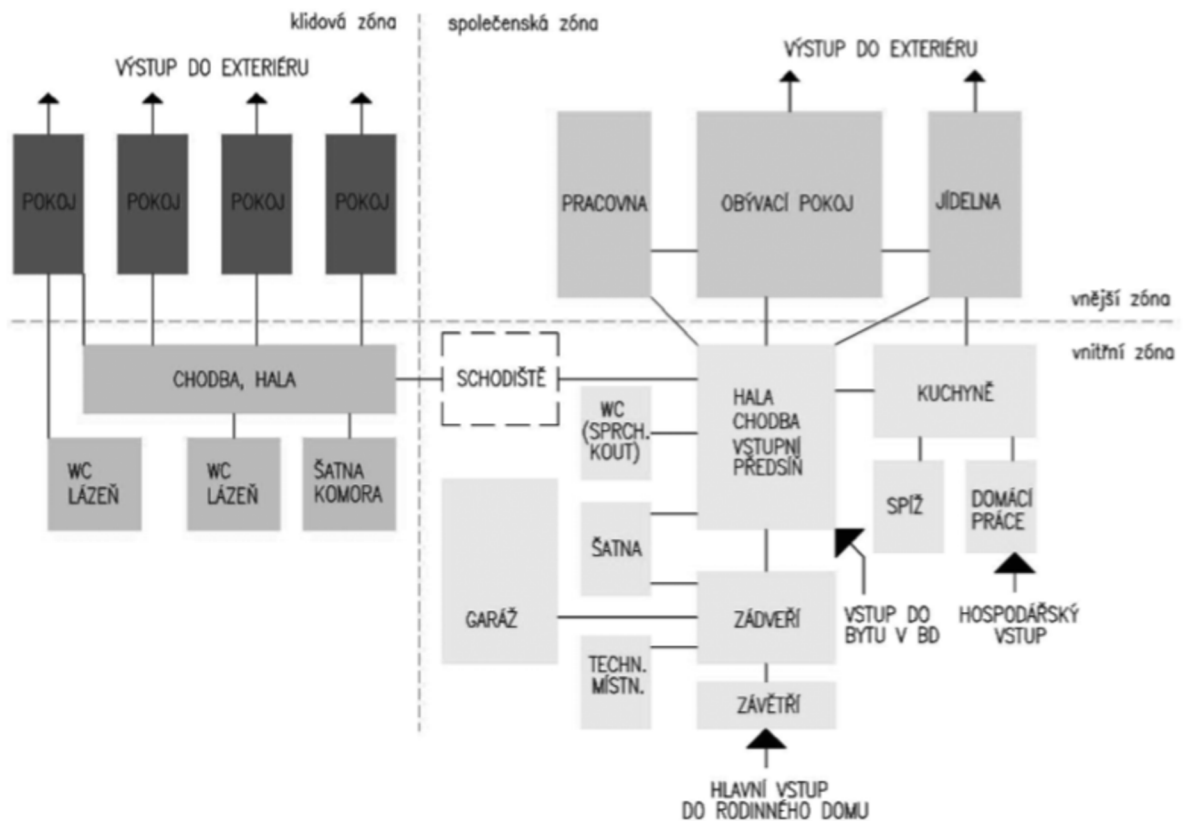 klidová zóna
společenská zóna
VÝSTUP DO EXTERIÉRU
VÝSTUP DO EXTERIÉRU
POKOJ
POKOJ
POKOJ
POKOJ
PRACOVNA
OBÝVACÍ POKOJ
JÍDELNA
vnější zóna
vnitřní zóna
CHODBA, HALA
SCHODIŠTĚ
WC
(SPRCH.
KOUT)
HALA
CHODBA
VSTUPNÍ
PŘEDSÍŇ
KUCHYNĚ
WC
LÁZEŇ
WC
LÁZEŇ
ŠATNA
KOMORA
SPÍŽ
DOMÁCÍ
PRÁCE
ŠATNA
GARÁŽ
ZÁDVEŘÍ
VSTUP DO
BYTU V BD
HOSPODÁŘSKÝ
VSTUP
TECHN.
MÍSTN.
ZÁVĚTŘÍ
HLAVNÍ VSTUP
DO RODINNÉHO DOMU